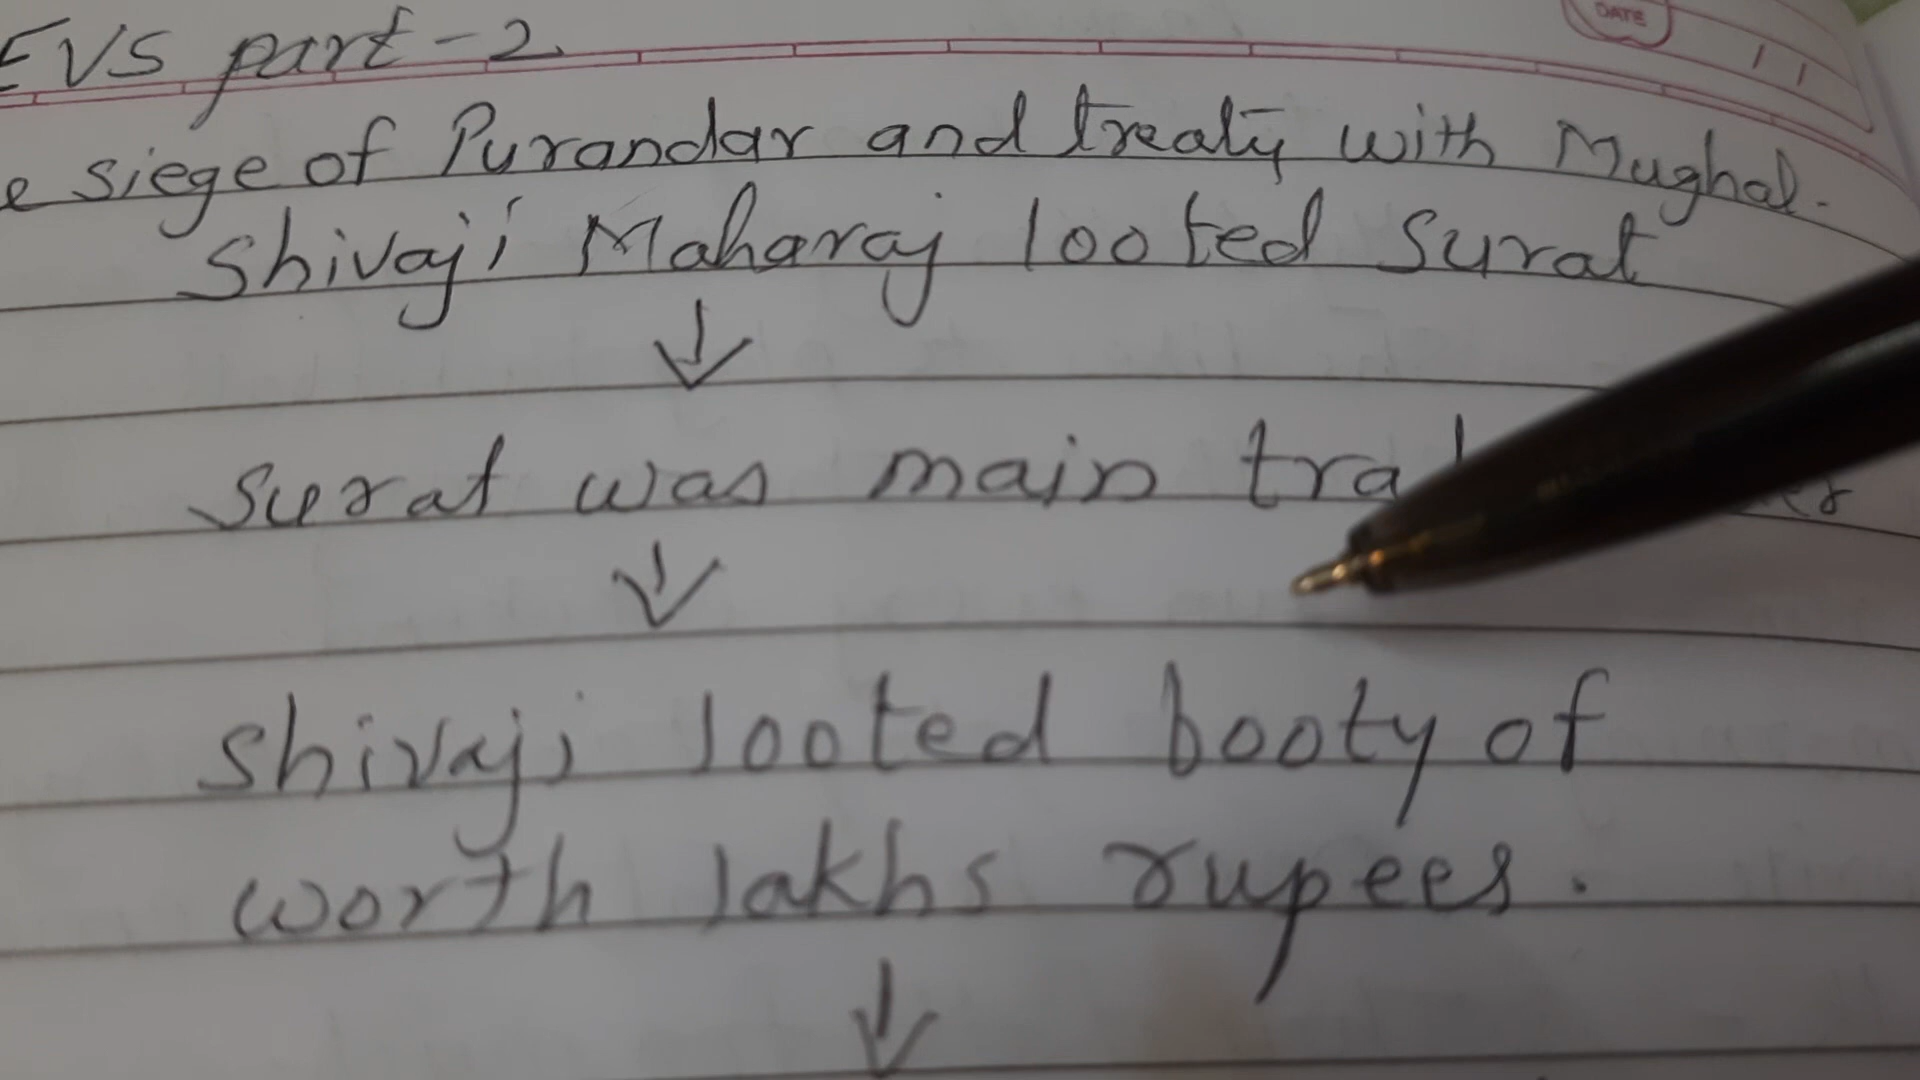 EVS part-2
DATE
e siege of Purandar and treaty with Mughal.
Shivaji Maharaj looted Surat
Surat was main
Shivaji looted booty of
worth lakhs rupees.